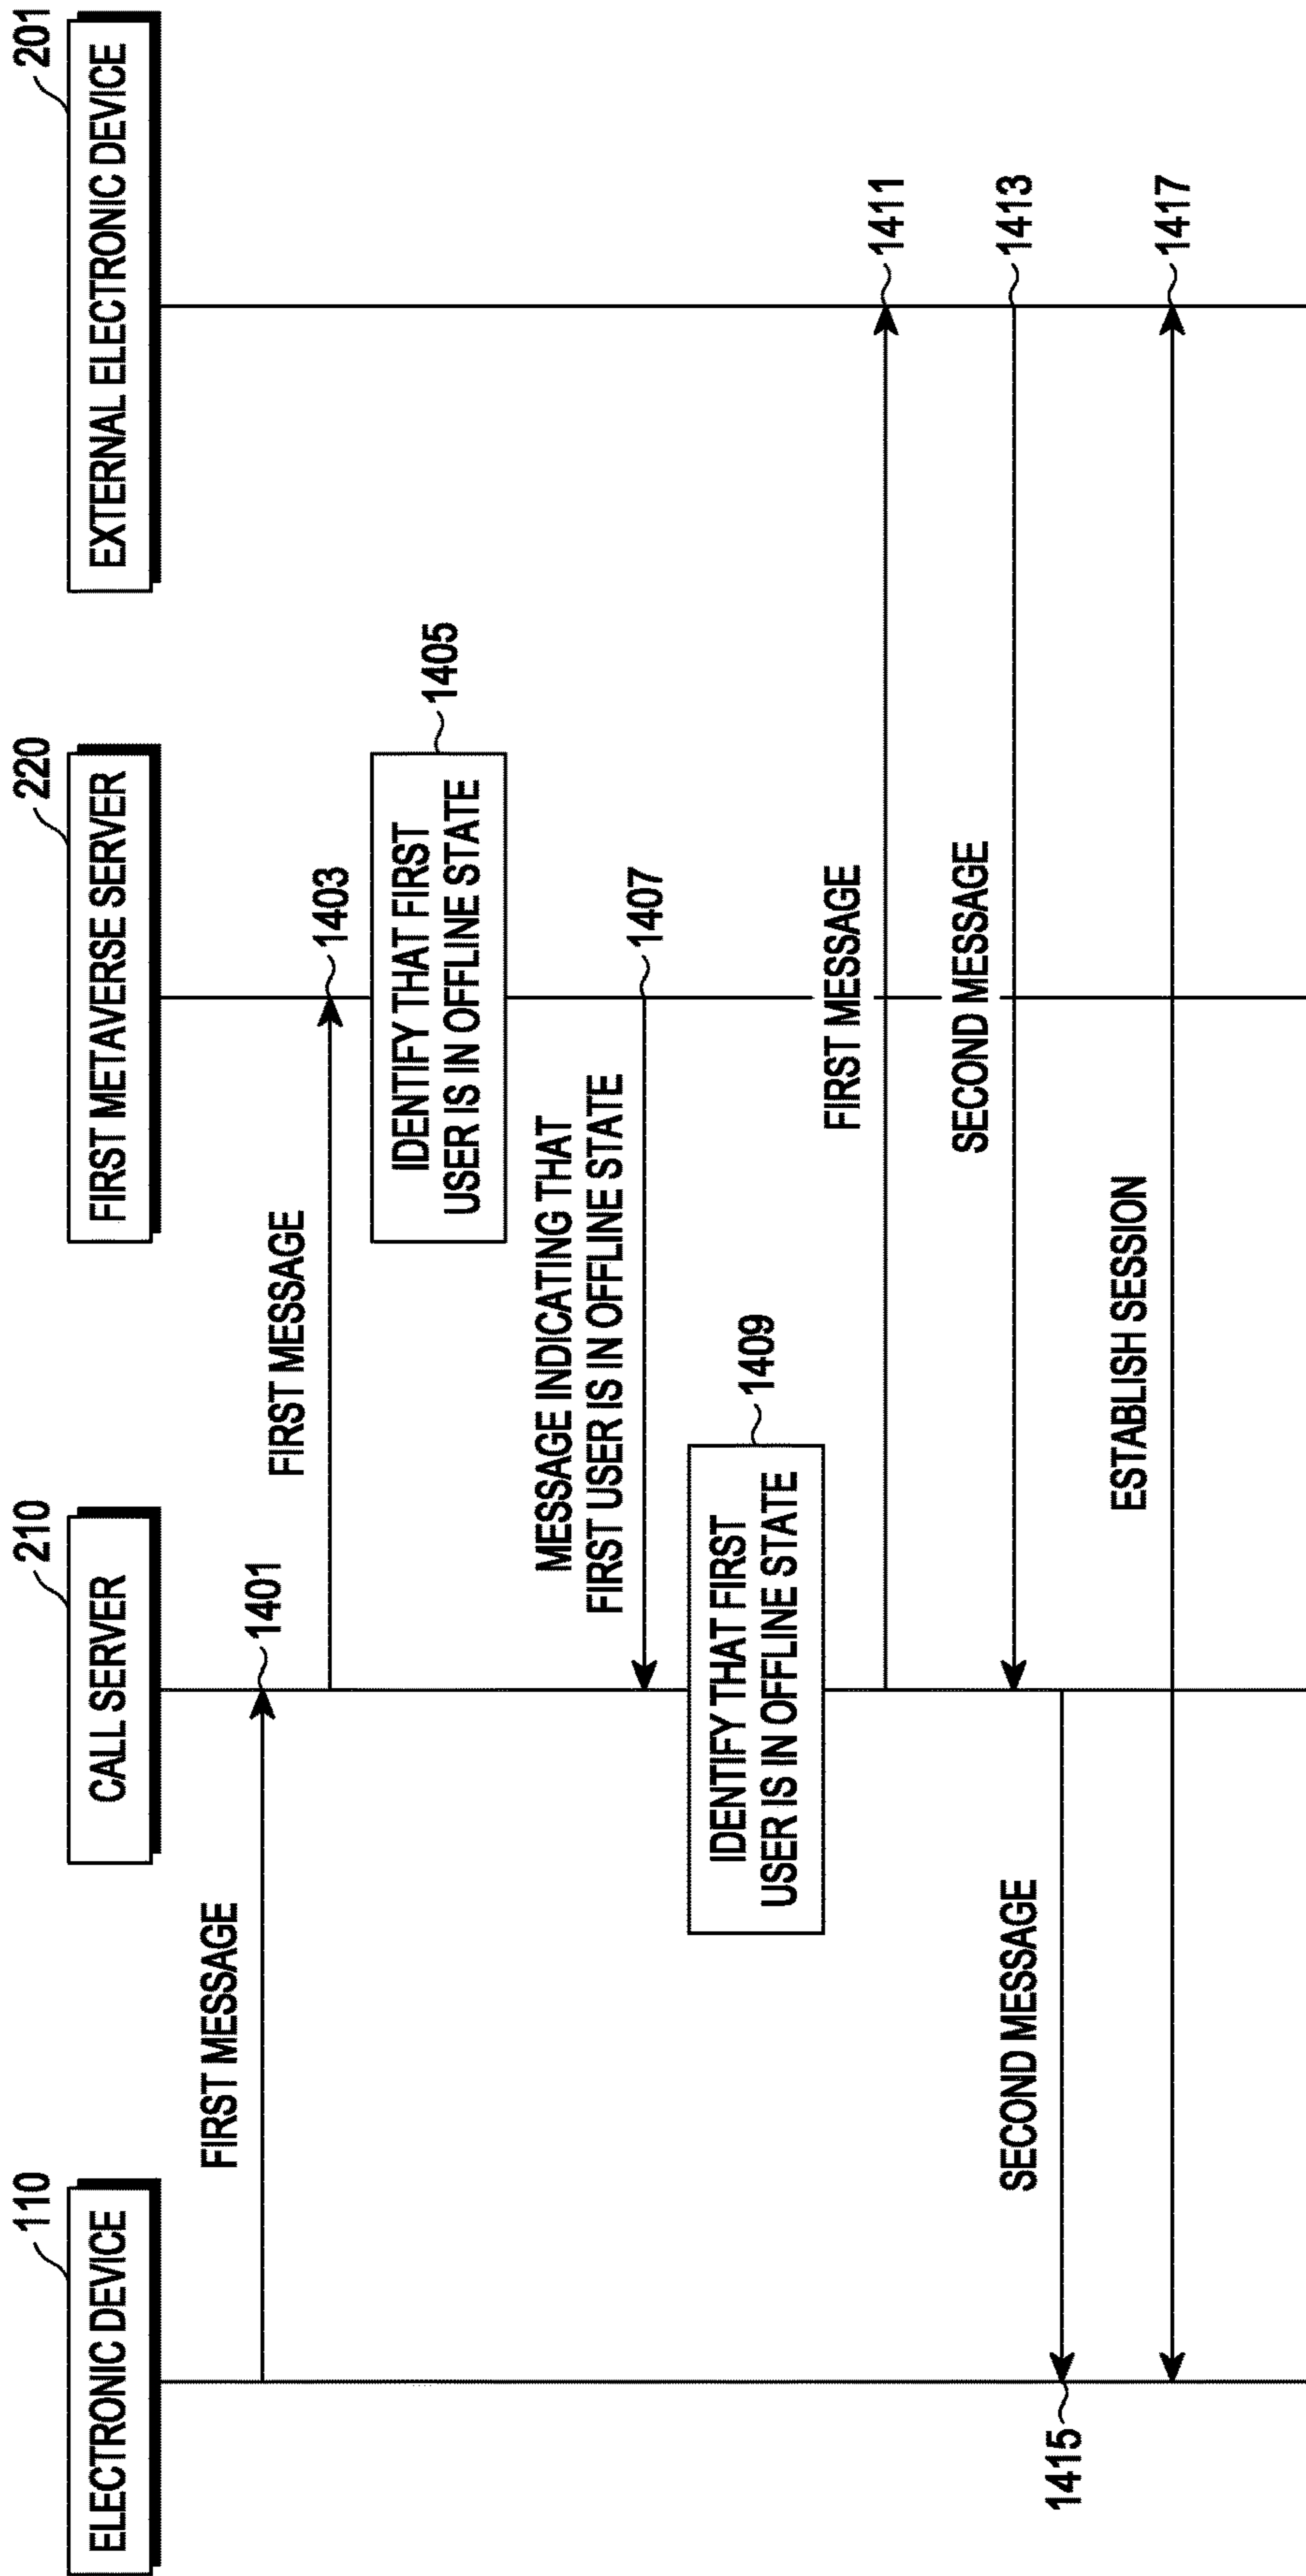 110
ELECTRONIC DEVICE
210
CALL SERVER
220
FIRST METAVERSE SERVER
201
EXTERNAL ELECTRONIC DEVICE
FIRST MESSAGE
1401
FIRST MESSAGE
1403
IDENTIFY THAT FIRST
USER IS IN OFFLINE STATE
1405
MESSAGE INDICATING THAT
FIRST USER IS IN OFFLINE STATE
1407
IDENTIFY THAT FIRST
USER IS IN OFFLINE STATE
1409
FIRST MESSAGE
1411
SECOND MESSAGE
1413
SECOND MESSAGE
1415
ESTABLISH SESSION
1417